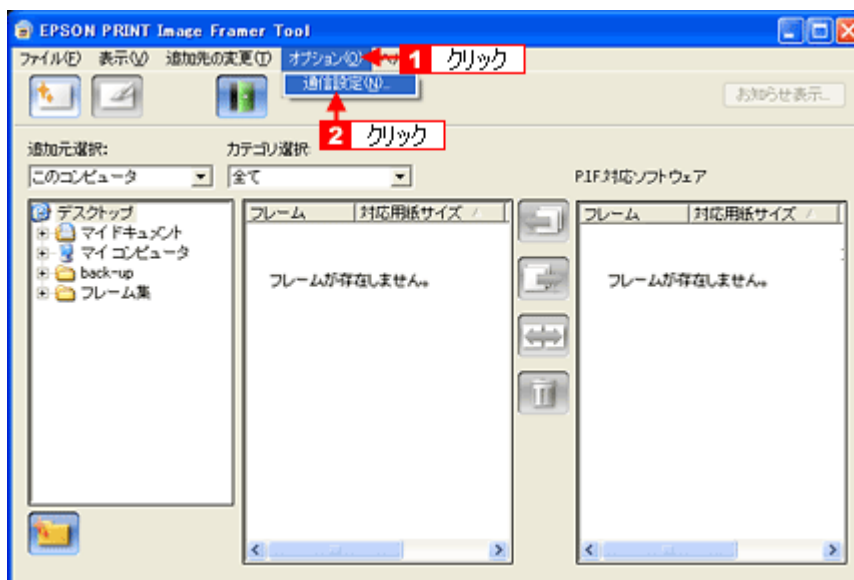 EPSON PRINT Image Framer Tool
ファイル(F) 表示(V) 追加先の変更(T) オプション(O) 1 クリック
通信設定(N)...
お知らせ表示...
2 クリック
追加元選択: カテゴリ選択:
このコンピュータ 全て P.I.F.対応ソフトウェア
デスクトップ フレーム 対応用紙サイズ フレーム 対応用紙サイズ
マイドキュメント
マイコンピュータ
back-up フレームが存在しません。 フレームが存在しません。
フレーム集